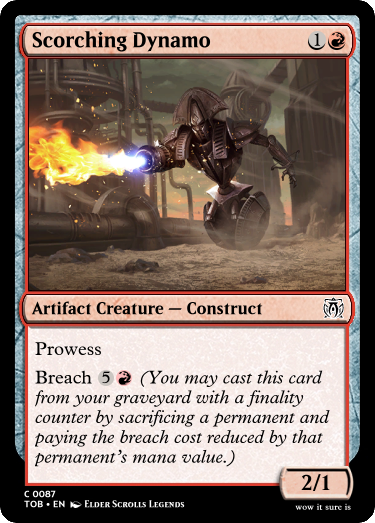 Scorching Dynamo 1
Artifact Creature — Construct
Prowess
Breach 5 (You may cast this card
from your graveyard with a finality
counter by sacrificing a permanent and
paying the breach cost reduced by that
permanent's mana value.)
2/1
C 0087
TOB • EN Elder Scrolls Legends
wow it sure is